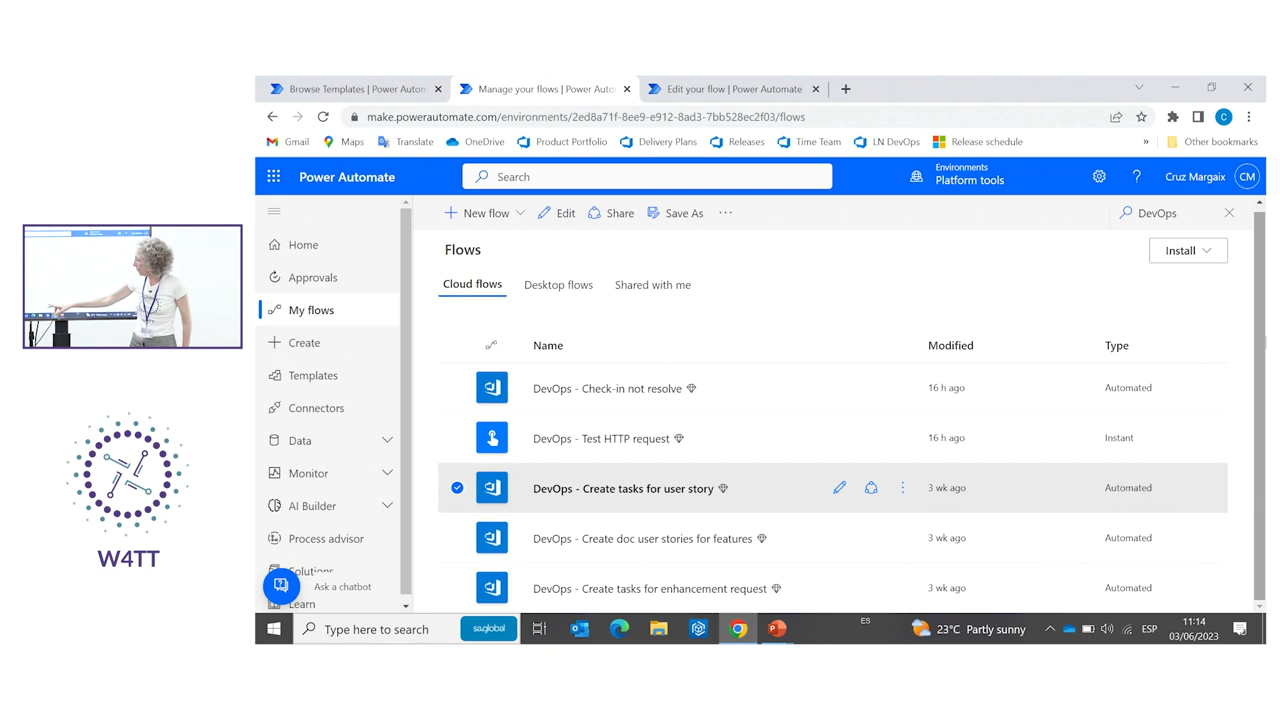 Browse Templates | Power Autom
Manage your flows | Power Auto
Edit your flow | Power Automate
make.powerautomate.com/environments/2ed8a71f-8ee9-e912-8ad3-7bb528ec2f03/flows
Gmail
Maps
Translate
OneDrive
Product Portfolio
Delivery Plans
Releases
Time Team
LN DevOps
Release schedule
»
Other bookmarks
Power Automate
Search
Environments
Platform tools
Cruz Margaix
CM
New flow
Edit
Share
Save As
DevOps
Home
Approvals
My flows
Create
Templates
Connectors
Data
Monitor
AI Builder
Process advisor
Solutions
Ask a chatbot
Learn
Flows
Install
Cloud flows
Desktop flows
Shared with me
Name
Modified
Type
DevOps - Check-in not resolve
16 h ago
Automated
DevOps - Test HTTP request
16 h ago
Instant
DevOps - Create tasks for user story
3 wk ago
Automated
DevOps - Create doc user stories for features
3 wk ago
Automated
DevOps - Create tasks for enhancement request
3 wk ago
Automated
W4TT
Type here to search
sa.global
ES
23°C Partly sunny
ESP
11:14
03/06/2023